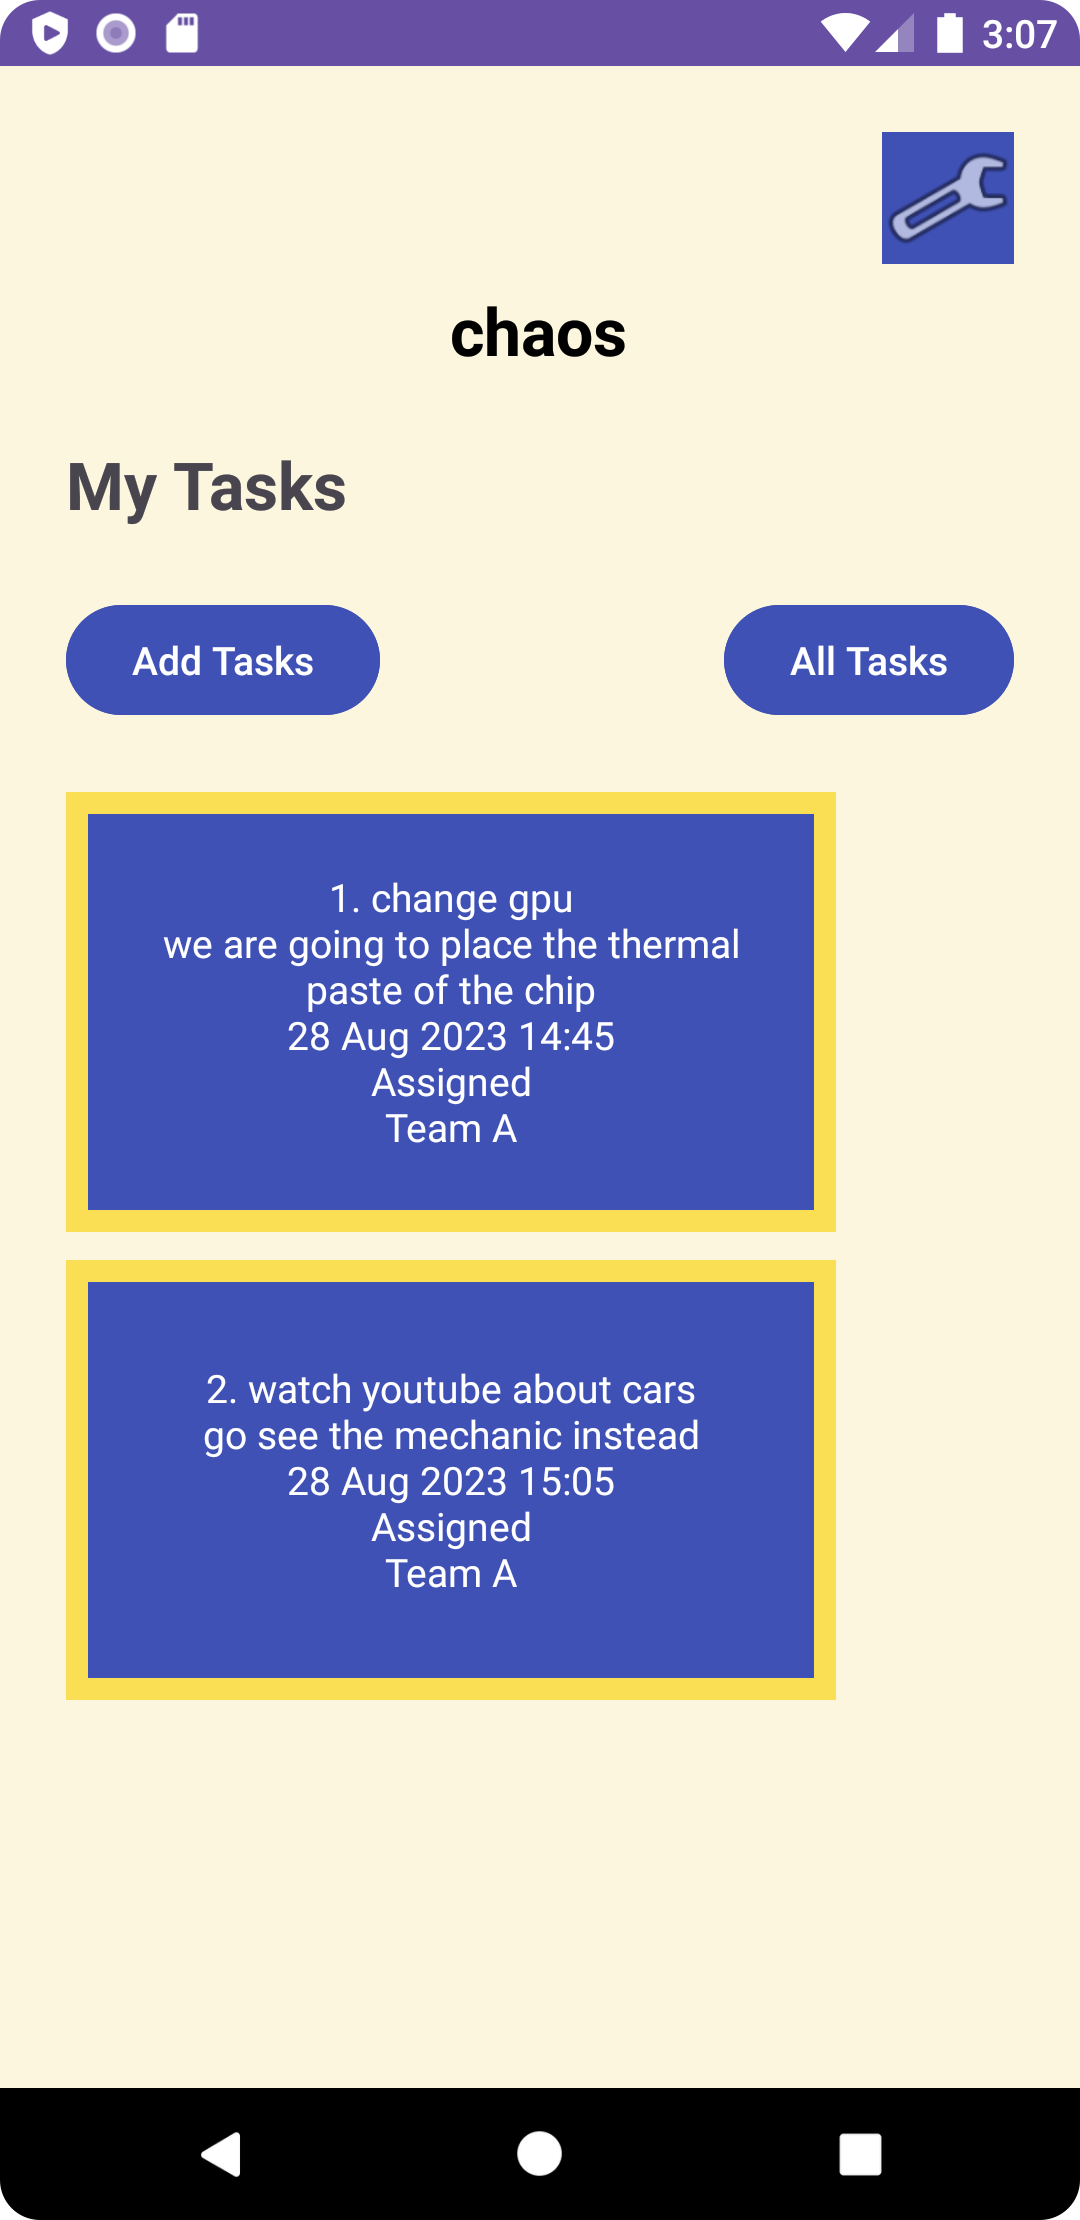 3:07
chaos
My Tasks
Add Tasks
All Tasks
1. change gpu
we are going to place the thermal
paste of the chip
28 Aug 2023 14:45
Assigned
Team A
2. watch youtube about cars
go see the mechanic instead
28 Aug 2023 15:05
Assigned
Team A